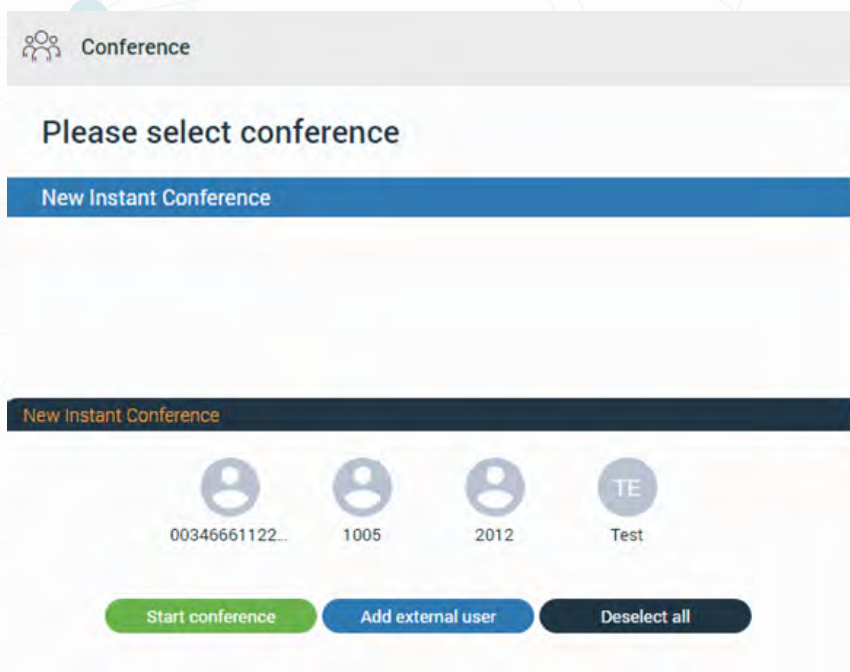 Conference
Please select conference
New Instant Conference
New Instant Conference
TE
00346661122... 1005 2012 Test
Start conference Add external user Deselect all